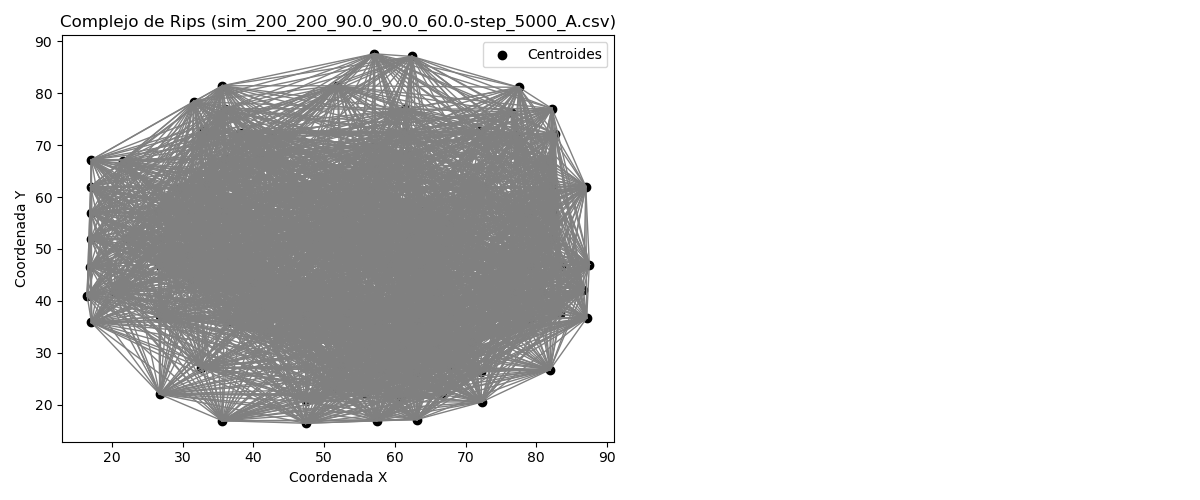 Complejo de Rips (sim_200_200_90.0_90.0_60.0-step_5000_A.csv)
Centroides
90
80
70
60
50
40
30
20
Coordenada Y
20 30 40 50 60 70 80 90
Coordenada X